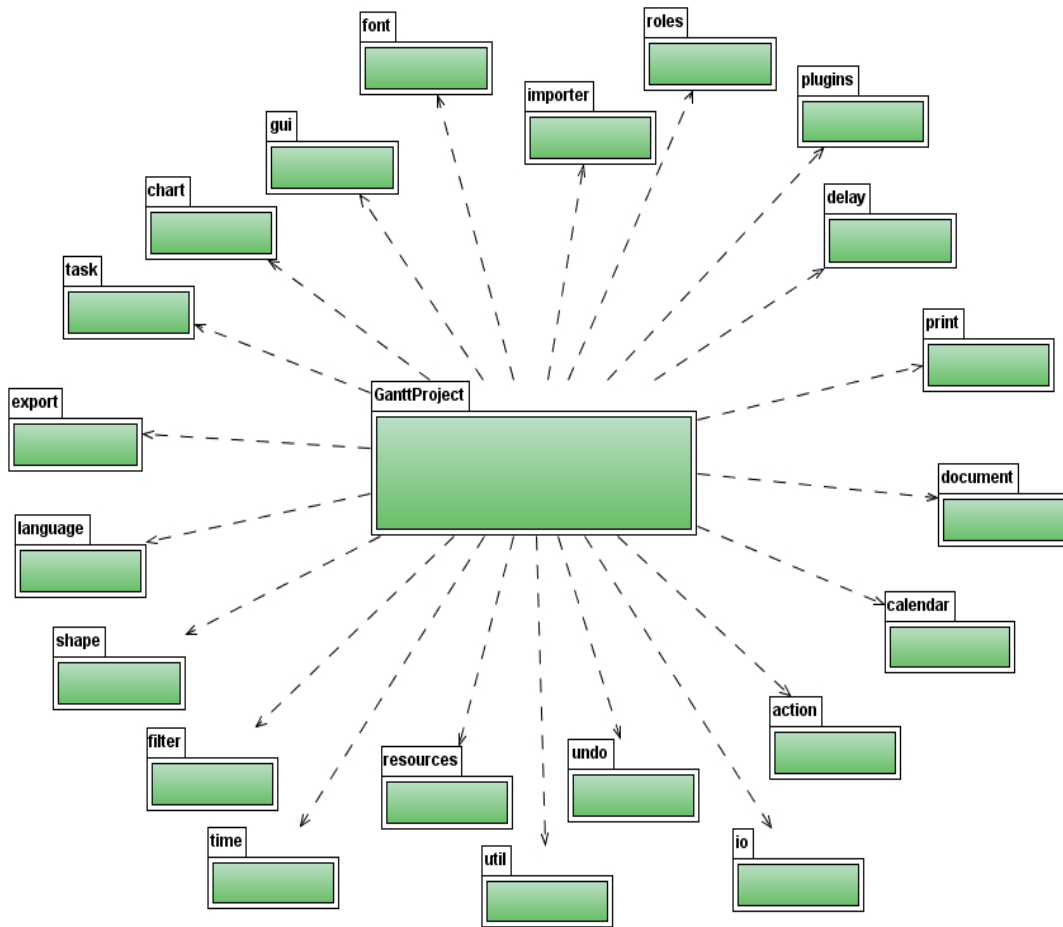 font
roles
plugins
importer
gui
chart
delay
task
print
GanttProject
export
document
language
calendar
shape
action
filter
resources
undo
time
util
io